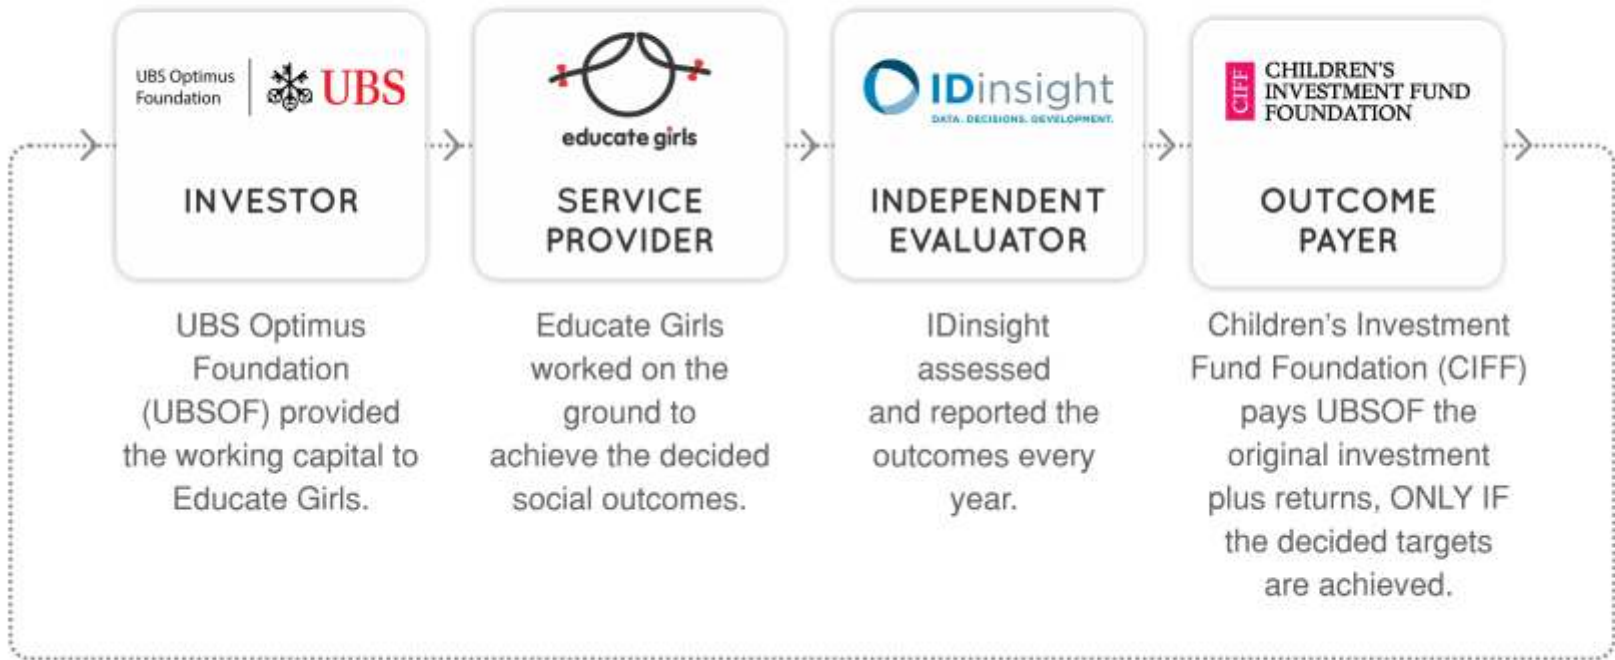 UBS Optimus
Foundation
UBS
educate girls
IDinsight
DATA. DECISIONS. DEVELOPMENT.
CIFF
CHILDREN'S
INVESTMENT FUND
FOUNDATION
INVESTOR
SERVICE
PROVIDER
INDEPENDENT
EVALUATOR
OUTCOME
PAYER
UBS Optimus
Foundation
(UBSOF) provided
the working capital to
Educate Girls.
Educate Girls
worked on the
ground to
achieve the decided
social outcomes.
IDinsight
assessed
and reported the
outcomes every
year.
Children's Investment
Fund Foundation (CIFF)
pays UBSOF the
original investment
plus returns, ONLY IF
the decided targets
are achieved.